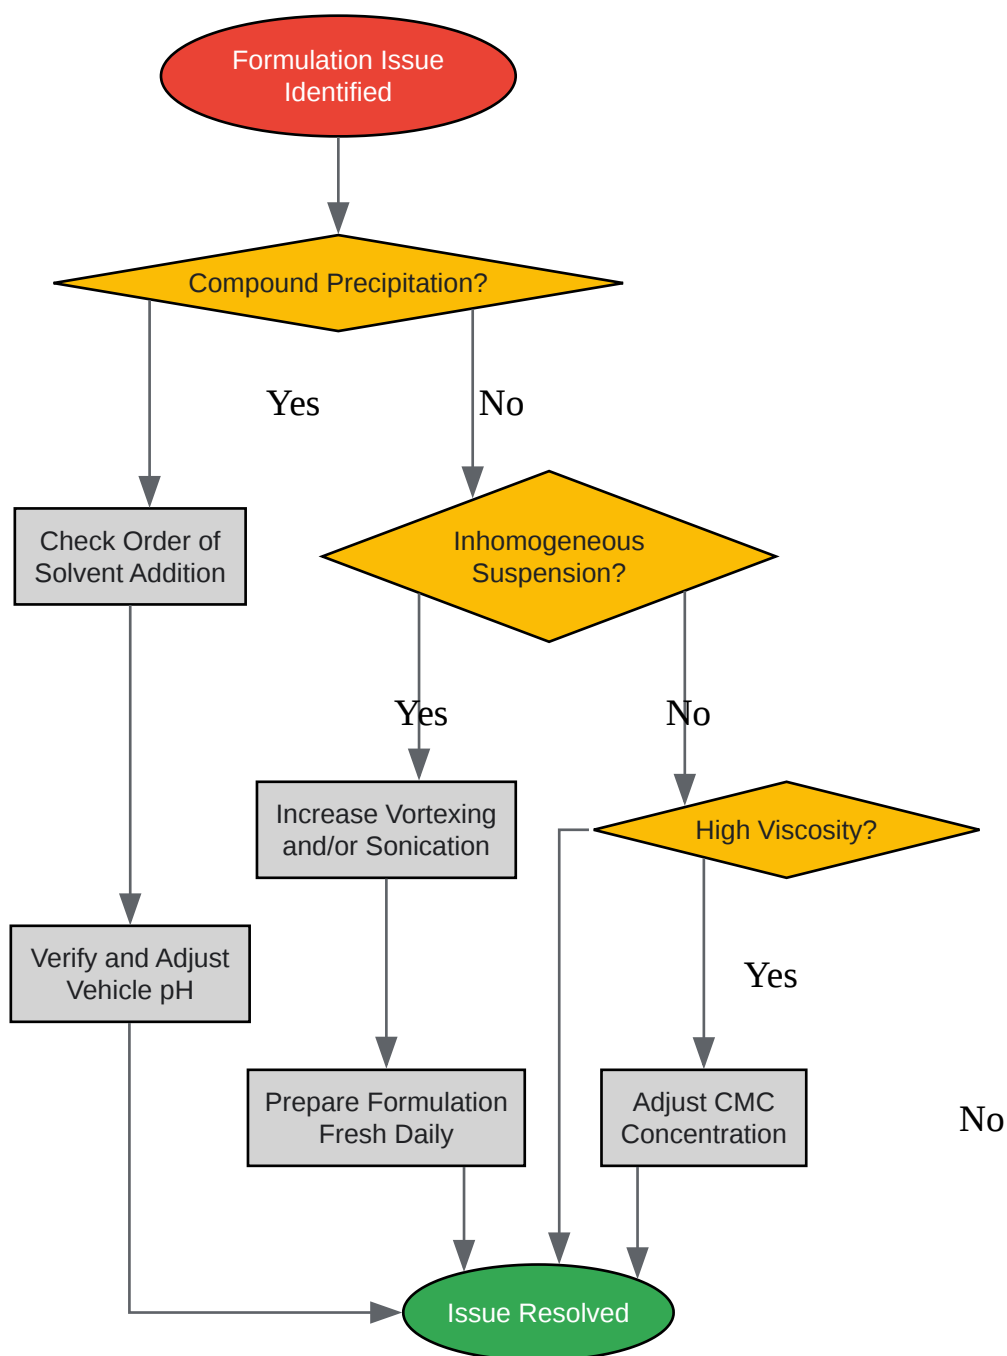 Formulation Issue
Identified
Compound Precipitation?
Yes
No
Check Order of
Solvent Addition
Inhomogeneous
Suspension?
Yes
No
Increase Vortexing
and/or Sonication
High Viscosity?
Verify and Adjust
Vehicle pH
Yes
Prepare Formulation
Fresh Daily
Adjust CMC
Concentration
No
Issue Resolved